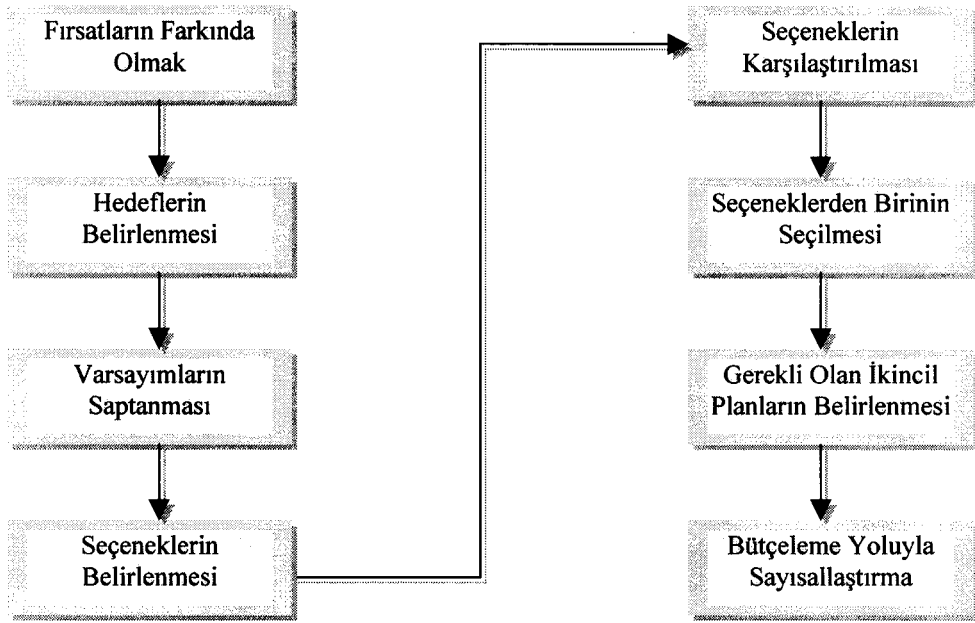 Fırsatların Farkında
Olmak
Hedeflerin
Belirlenmesi
Varsayımların
Saptanması
Seçeneklerin
Belirlenmesi
Seçeneklerin
Karşılaştırılması
Seçeneklerden Birinin
Seçilmesi
Gerekli Olan İkincil
Planların Belirlenmesi
Bütçeleme Yoluyla
Sayısallaştırma